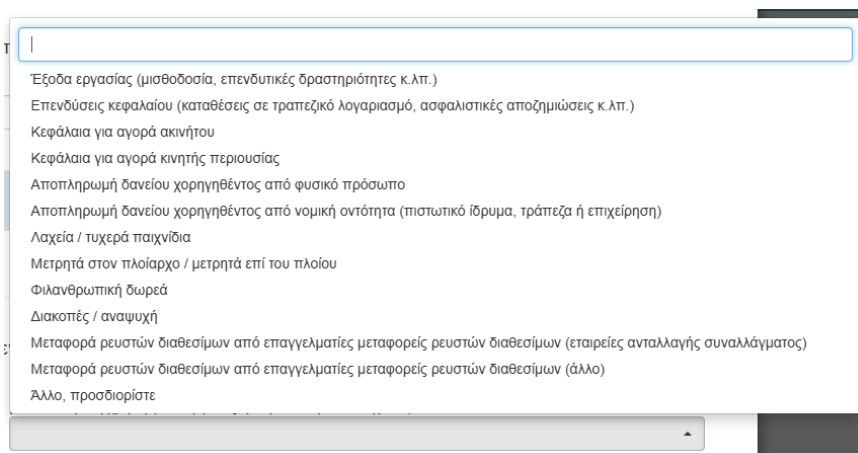 Έξοδα εργασίας (μισθοδοσία, επενδυτικές δραστηριότητες κ.λπ.)
Επενδύσεις κεφαλαίου (καταθέσεις σε τραπεζικό λογαριασμό, ασφαλιστικές αποζημιώσεις κ.λπ.)
Κεφάλαια για αγορά ακινήτου
Κεφάλαια για αγορά κινητής περιουσίας
Αποπληρωμή δανείου χορηγηθέντος από φυσικό πρόσωπο
Αποπληρωμή δανείου χορηγηθέντος από νομική οντότητα (πιστωτικό ίδρυμα, τράπεζα ή επιχείρηση)
Λαχεία / τυχερά παιχνίδια
Μετρητά στον πλοίαρχο / μετρητά επί του πλοίου
Φιλανθρωπική δωρεά
Διακοπές / αναψυχή
Μεταφορά ρευστών διαθεσίμων από επαγγελματίες μεταφορείς ρευστών διαθεσίμων (εταιρείες ανταλλαγής συναλλάγματος)
Μεταφορά ρευστών διαθεσίμων από επαγγελματίες μεταφορείς ρευστών διαθεσίμων (άλλο)
Άλλο, προσδιορίστε